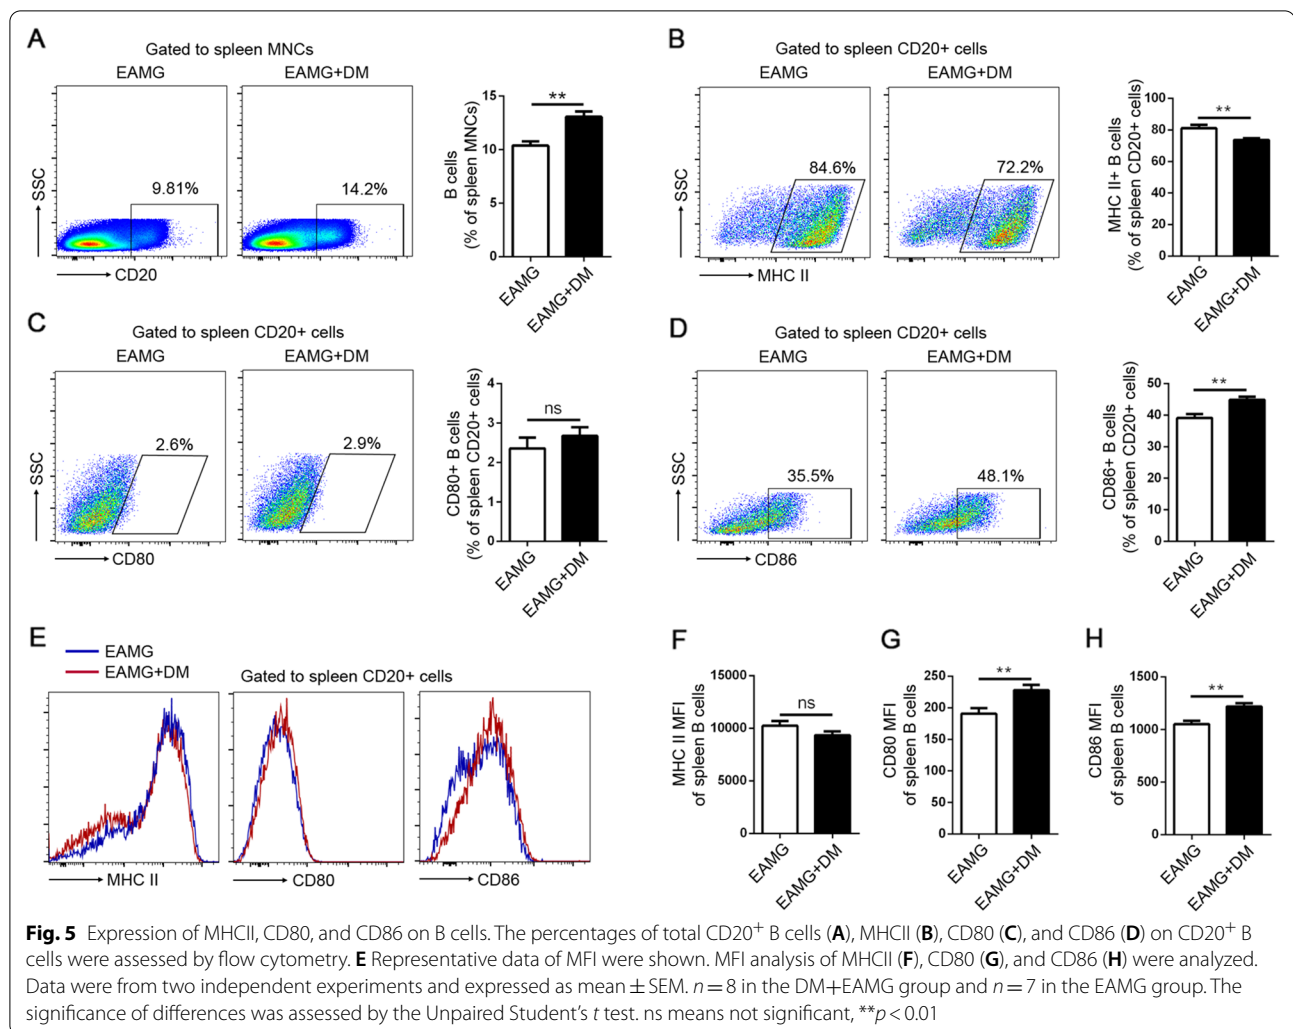 A
Gated to spleen MNCs
EAMG
EAMG+DM
9.81%
14.2%
SSC
CD20
B cells
(% of spleen MNCs)
15
10
5
0
**
EAMG
EAMG+DM
B
Gated to spleen CD20+ cells
EAMG
EAMG+DM
84.6%
72.2%
SSC
MHC II
MHC II+ B cells
(% of spleen CD20+ cells)
100
80
60
40
20
0
**
EAMG
EAMG+DM
C
Gated to spleen CD20+ cells
EAMG
EAMG+DM
2.6%
2.9%
SSC
CD80
CD80+ B cells
(% of spleen CD20+ cells)
4
3
2
1
0
ns
EAMG
EAMG+DM
D
Gated to spleen CD20+ cells
EAMG
EAMG+DM
35.5%
48.1%
SSC
CD86
CD86+ B cells
(% of spleen CD20+ cells)
50
40
30
20
10
0
**
EAMG
EAMG+DM
E
EAMG
EAMG+DM
Gated to spleen CD20+ cells
MHC II
CD80
CD86
F
MHC II MFI
of spleen B cells
15000
10000
5000
0
ns
EAMG
EAMG+DM
G
CD80 MFI
of spleen B cells
250
200
150
100
50
0
**
EAMG
EAMG+DM
H
CD86 MFI
of spleen B cells
1500
1000
500
0
**
EAMG
EAMG+DM
Fig. 5 Expression of MHCII, CD80, and CD86 on B cells. The percentages of total CD20+ B cells (A), MHCII (B), CD80 (C), and CD86 (D) on CD20+ B
cells were assessed by flow cytometry. E Representative data of MFI were shown. MFI analysis of MHCII (F), CD80 (G), and CD86 (H) were analyzed.
Data were from two independent experiments and expressed as mean ± SEM. n = 8 in the DM+EAMG group and n = 7 in the EAMG group. The
significance of differences was assessed by the Unpaired Student's t test. ns means not significant, **p < 0.01